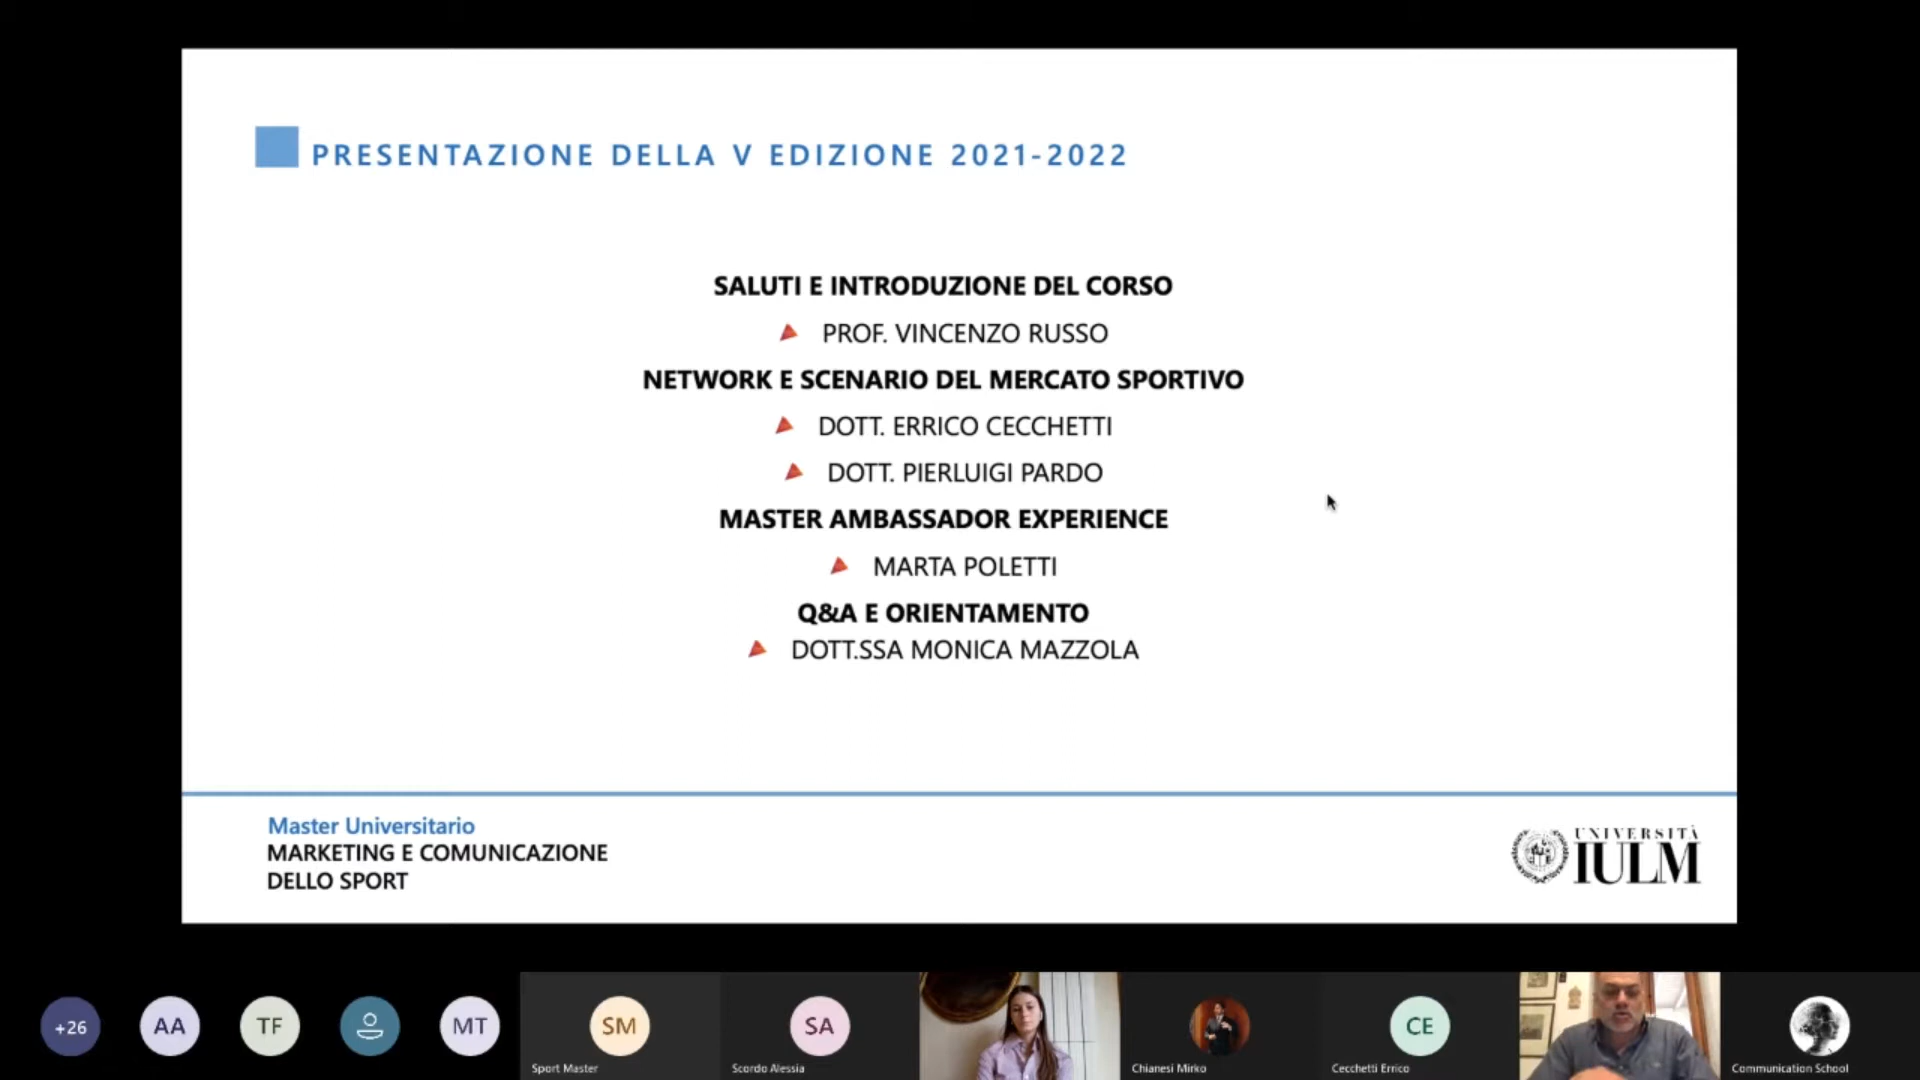 PRESENTAZIONE DELLA V EDIZIONE 2021-2022
SALUTI E INTRODUZIONE DEL CORSO
PROF. VINCENZO RUSSO
NETWORK E SCENARIO DEL MERCATO SPORTIVO
DOTT. ERRICO CECCHETTI
DOTT. PIERLUIGI PARDO
MASTER AMBASSADOR EXPERIENCE
MARTA POLETTI
Q&A E ORIENTAMENTO
DOTT.SSA MONICA MAZZOLA
Master Universitario
MARKETING E COMUNICAZIONE
DELLO SPORT
UNIVERSITÀ
IULM
+26
AA
TF
MT
SM
Sport Master
SA
Scordo Alessia
Chianesi Mirko
CE
Cecchetti Errico
Communication School